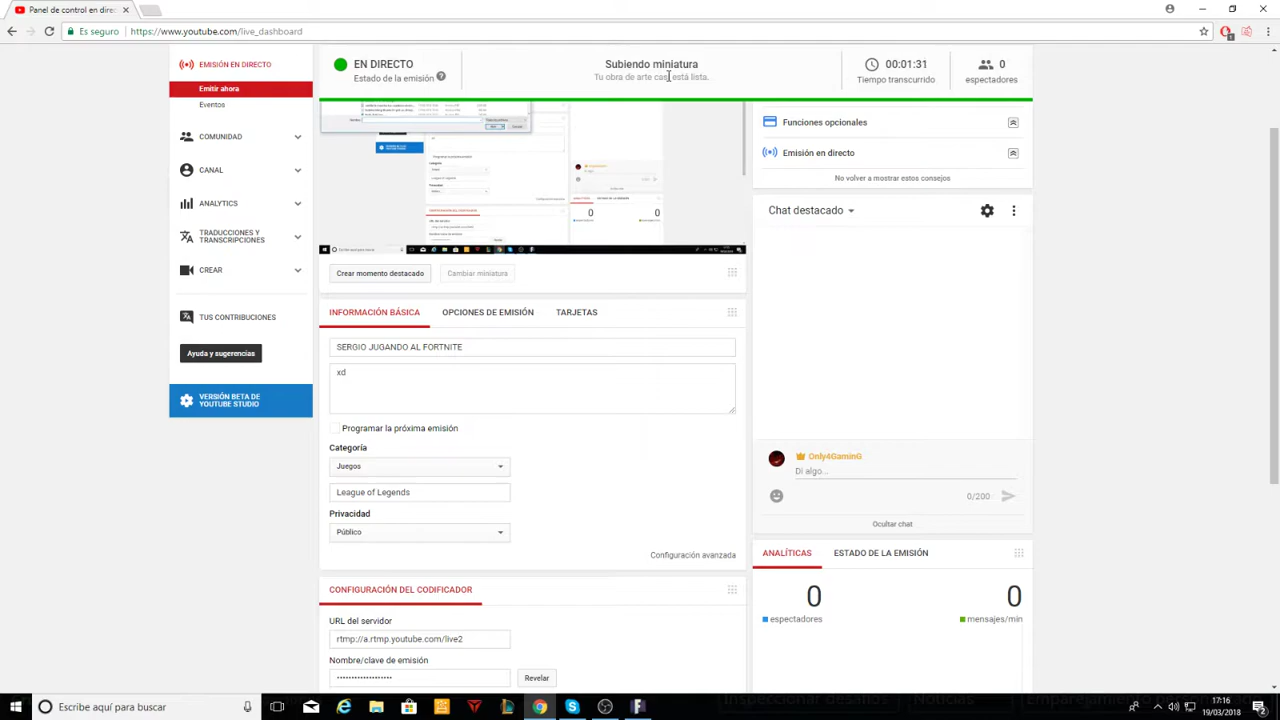 Panel de control en direc
Es seguro
https://www.youtube.com/live_dashboard
EMISIÓN EN DIRECTO
Emitir ahora
Eventos
COMUNIDAD
CANAL
ANALYTICS
TRADUCCIONES Y
TRANSCRIPCIONES
CREAR
TUS CONTRIBUCIONES
Ayuda y sugerencias
VERSIÓN BETA DE
YOUTUBE STUDIO
EN DIRECTO
Estado de la emisión
Subiendo miniatura
Tu obra de arte casi está lista.
00:01:31
Tiempo transcurrido
0
espectadores
Crear momento destacado
Cambiar miniatura
INFORMACIÓN BÁSICA
OPCIONES DE EMISIÓN
TARJETAS
SERGIO JUGANDO AL FORTNITE
xd
Programar la próxima emisión
Categoría
Juegos
League of Legends
Privacidad
Público
Configuración avanzada
CONFIGURACIÓN DEL CODIFICADOR
URL del servidor
rtmp://a.rtmp.youtube.com/live2
Nombre/clave de emisión
Revelar
Funciones opcionales
Emisión en directo
No volver a mostrar estos consejos
Chat destacado
Only4GaminG
Di algo...
0/200
Ocultar chat
ANALÍTICAS
ESTADO DE LA EMISIÓN
0
0
espectadores
mensajes/min
Escribe aquí para buscar
17:16
19/03/2018